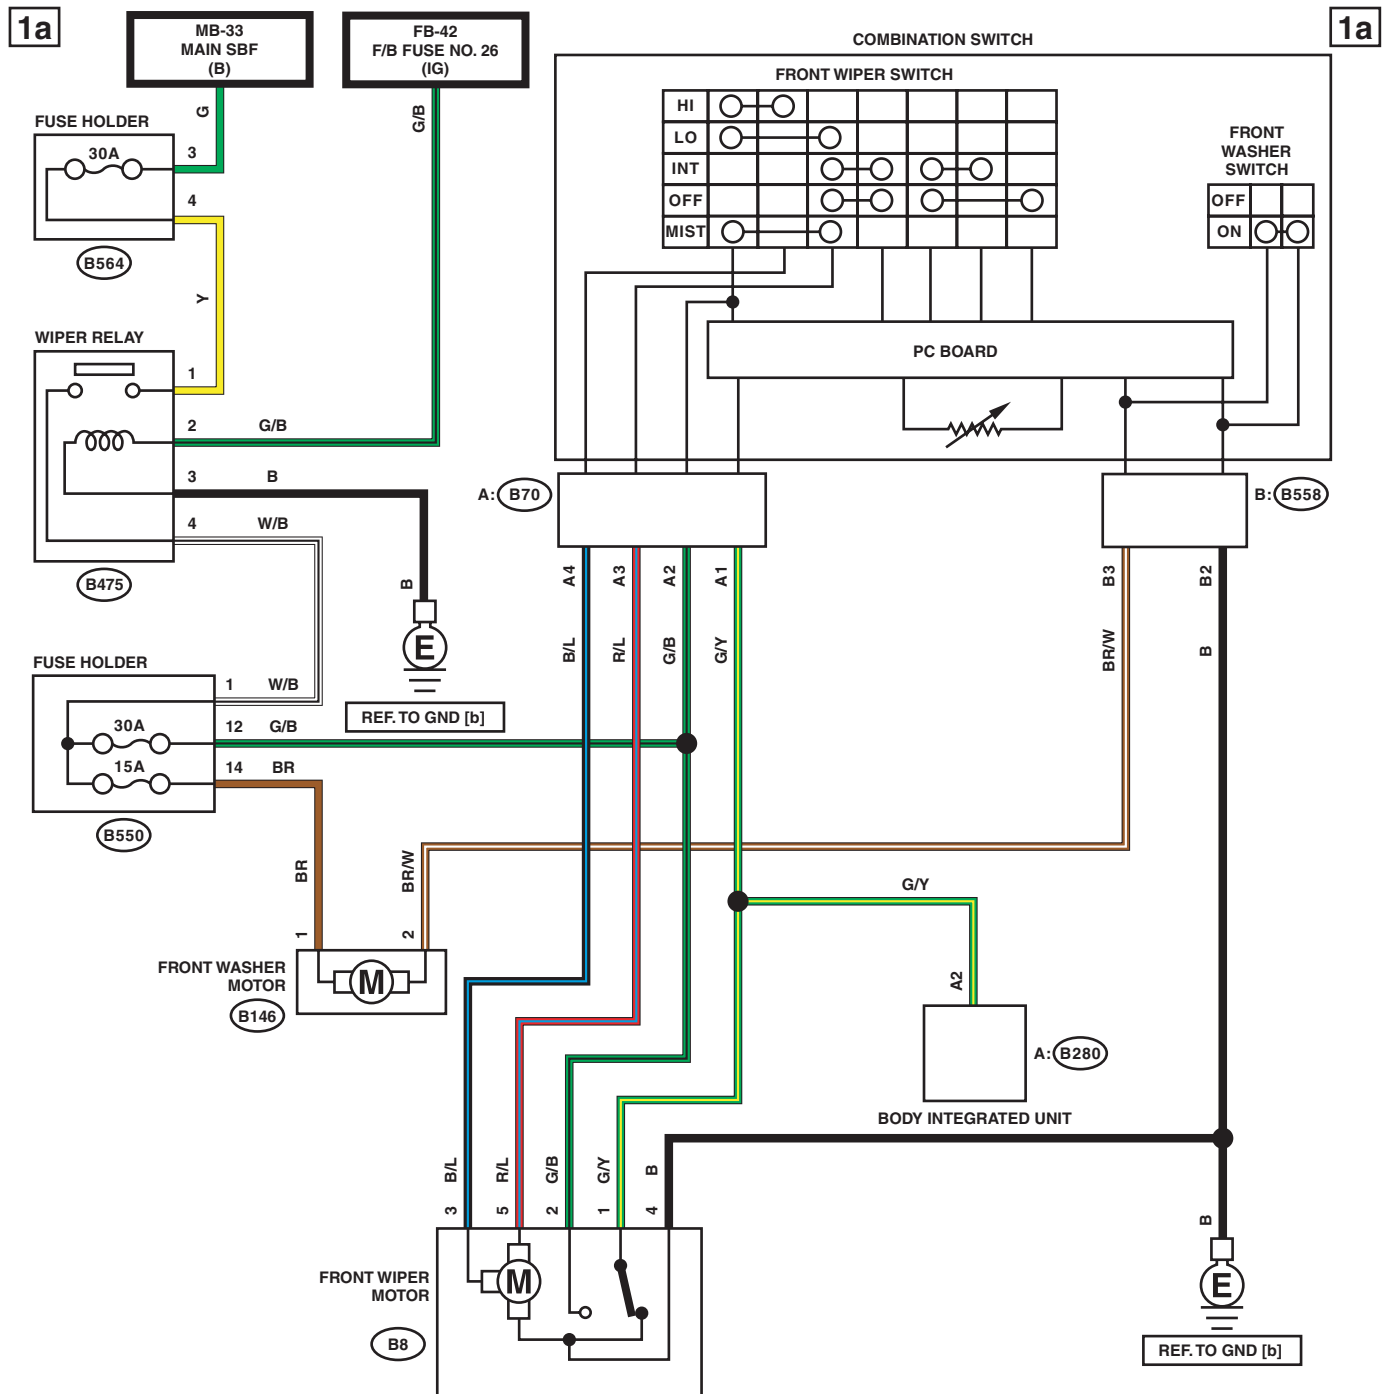 1a
MB-33
MAIN SBF
(B)
FB-42
F/B FUSE NO. 26
(IG)
1a
COMBINATION SWITCH
FRONT WIPER SWITCH
HI
LO
INT
OFF
MIST
FRONT
WASHER
SWITCH
OFF
ON
PC BOARD
G
G/B
FUSE HOLDER
30A
3
4
B564
Y
WIPER RELAY
1
2
G/B
3
B
4
W/B
B475
B
E
REF. TO GND [b]
A: B70
B: B558
A4
A3
A2
A1
B3
B2
B/L
R/L
G/B
G/Y
BR/W
B
FUSE HOLDER
1
W/B
30A
12
G/B
15A
14
BR
B550
BR
BR/W
1
2
FRONT WASHER
MOTOR
M
B146
G/Y
A2
A: B280
BODY INTEGRATED UNIT
B/L
R/L
G/B
G/Y
B
3
5
2
1
4
FRONT WIPER
MOTOR
M
B8
B
E
REF. TO GND [b]